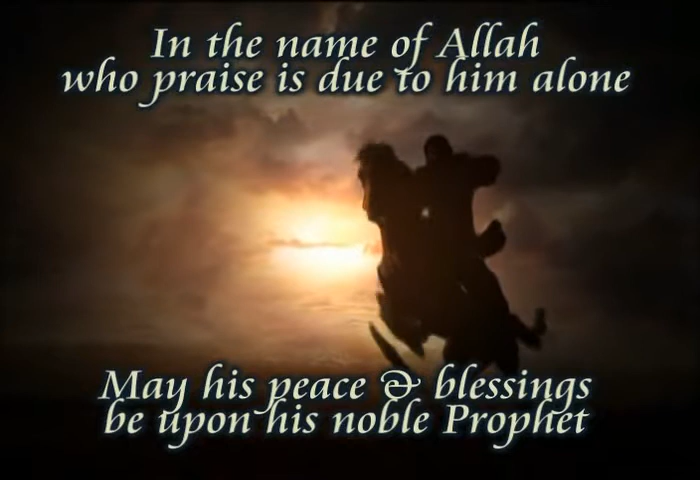 In the name of Allah
who praise is due to him alone
May his peace & blessings
be upon his noble Prophet